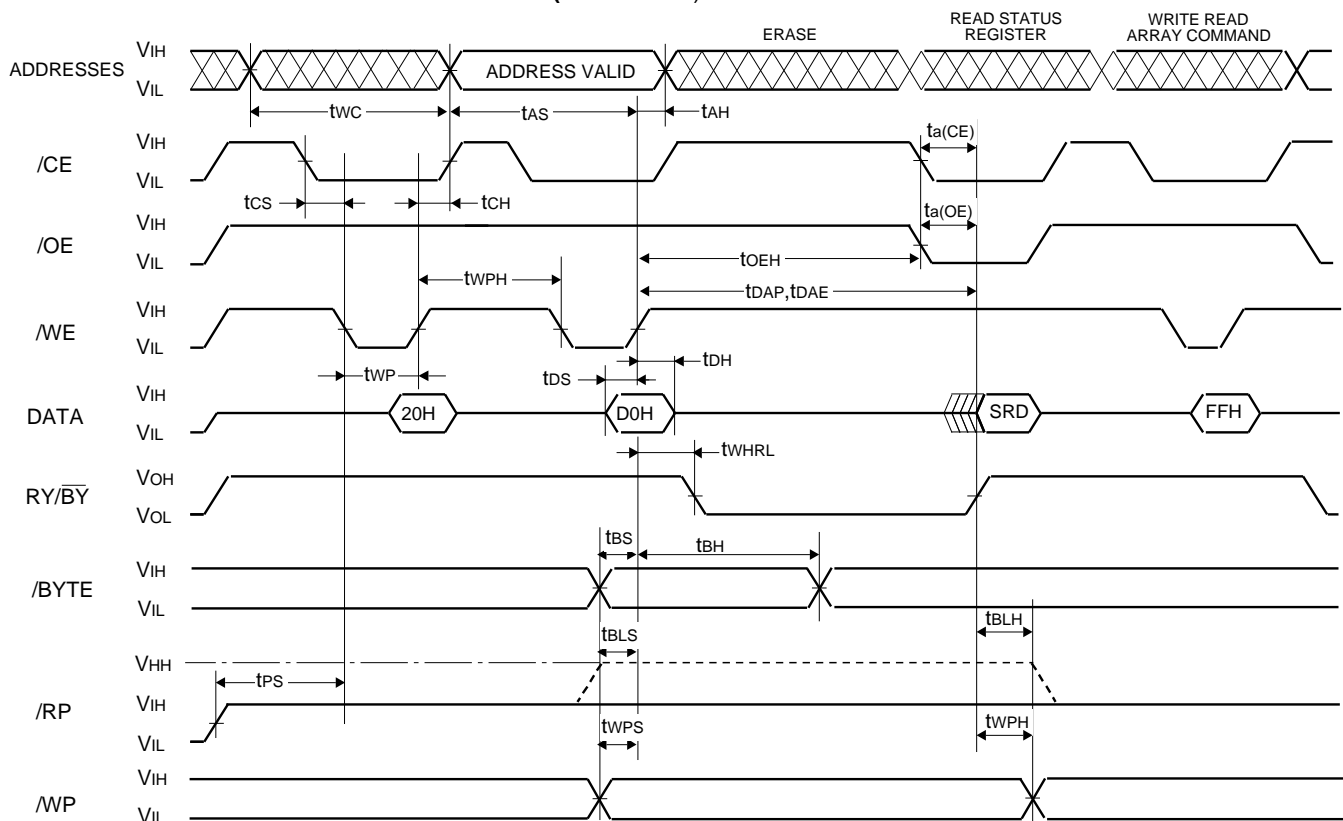 ERASE
READ STATUS
REGISTER
WRITE READ
ARRAY COMMAND
ADDRESSES
VIH
VIL
ADDRESS VALID
tWC
tAS
tAH
/CE
VIH
VIL
ta(CE)
tCS
tCH
/OE
VIH
VIL
ta(OE)
tOEH
tWPH
tDAP,tDAE
/WE
VIH
VIL
tWP
tDS
tDH
DATA
VIH
VIL
20H
D0H
SRD
FFH
tWHRL
RY/BY
VOH
VOL
tBS
tBH
/BYTE
VIH
VIL
tBLS
tBLH
VHH
tPS
/RP
VIH
VIL
tWPS
tWPH
/WP
VIH
VIL